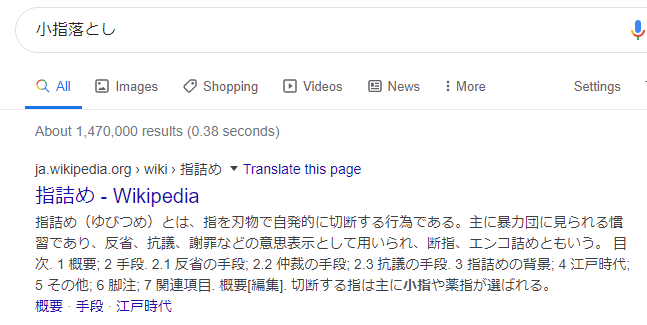 小指落とし
All Images Shopping Videos News More Settings
About 1,470,000 results (0.38 seconds)
ja.wikipedia.org › wiki › 指詰め Translate this page
指詰め - Wikipedia
指詰め（ゆびつめ）とは、指を刃物で自発的に切断する行為である。主に暴力団に見られる慣
習であり、反省、抗議、謝罪などの意思表示として用いられ、断指、エンコ詰めともいう。 目
次. 1 概要; 2 手段. 2.1 反省の手段; 2.2 仲裁の手段; 2.3 抗議の手段. 3 指詰めの背景; 4 江戸時代;
5 その他; 6 脚注; 7 関連項目. 概要[編集]. 切断する指は主に小指や薬指が選ばれる。
概要 · 手段 · 江戸時代